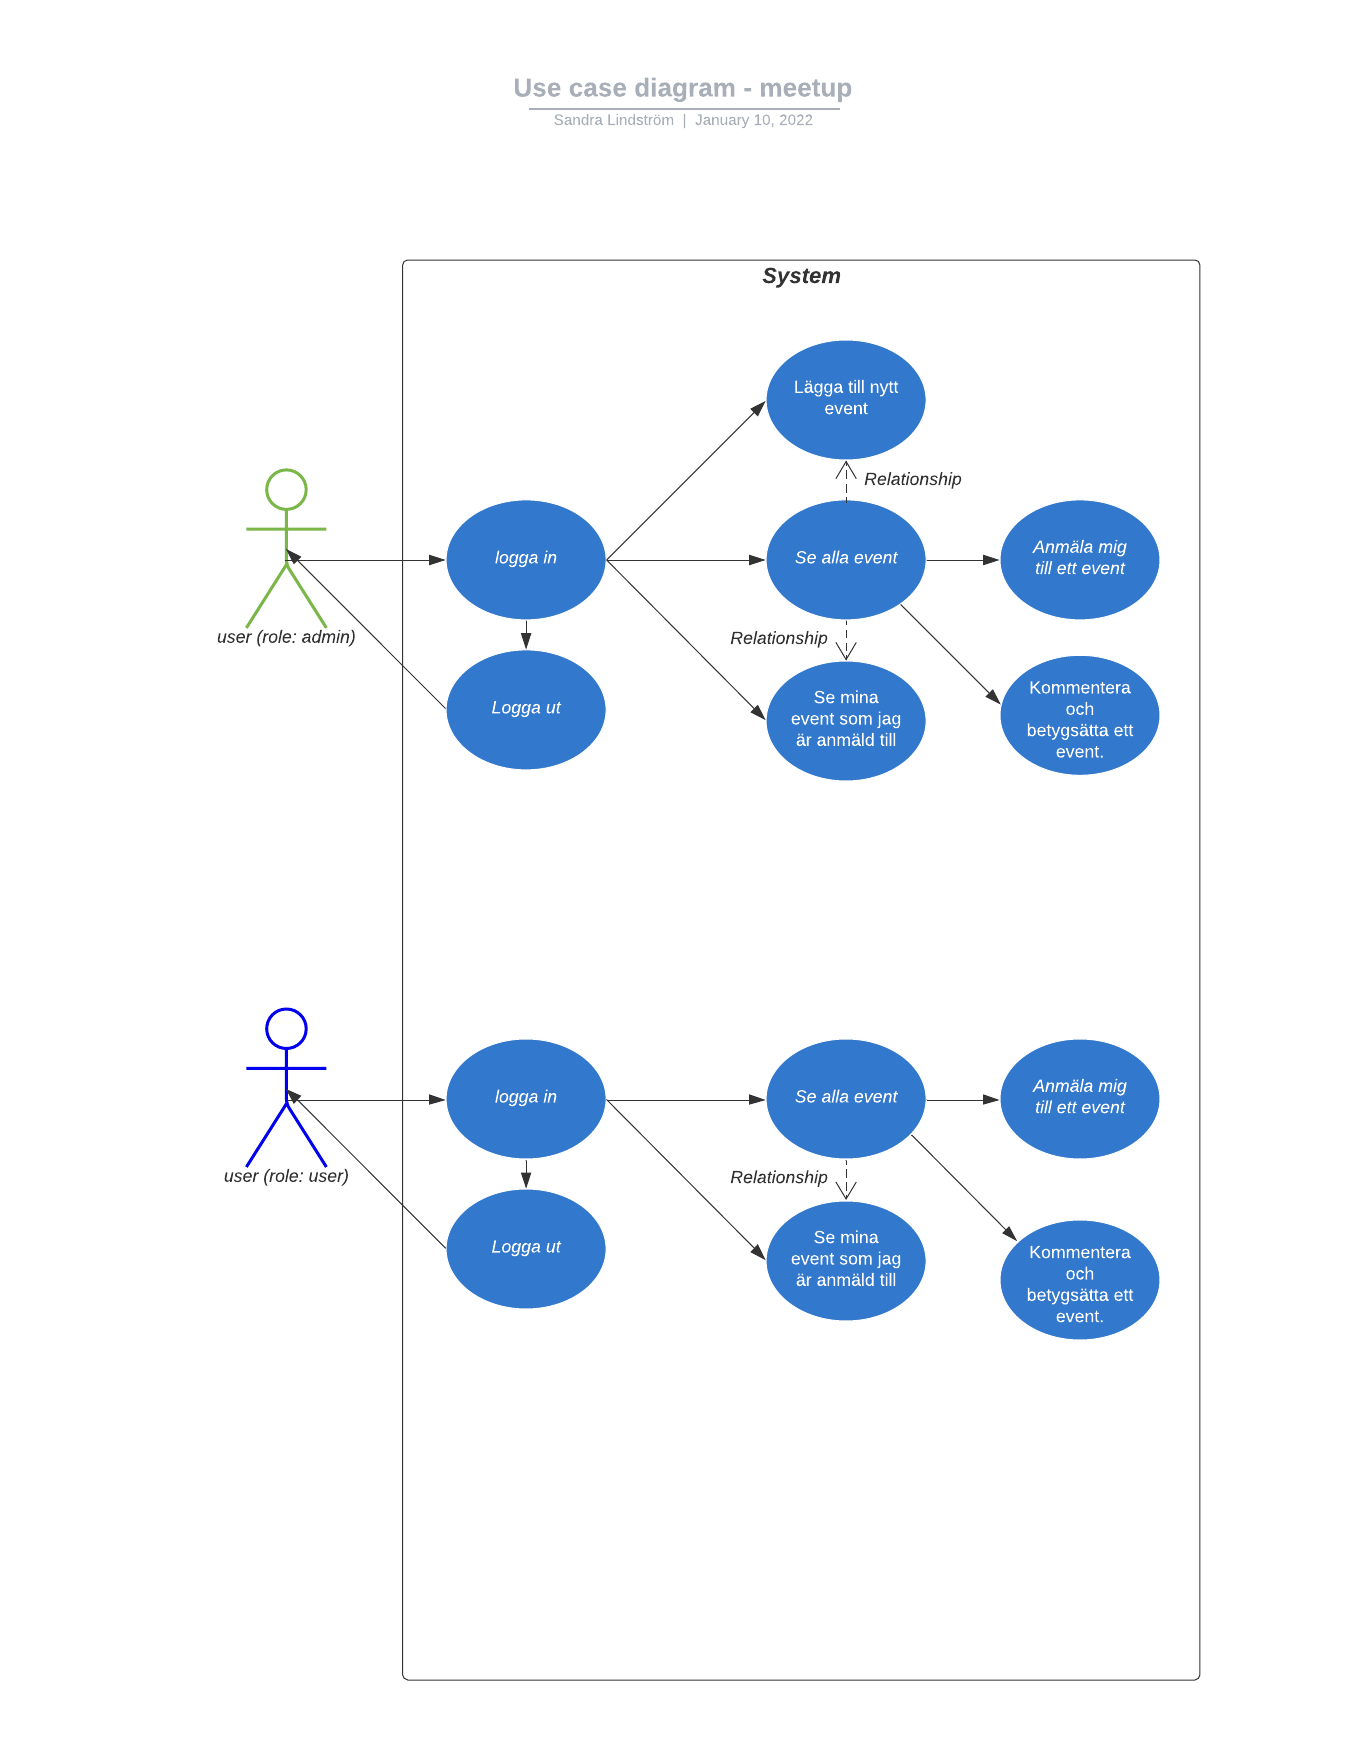 Use case diagram - meetup
Sandra Lindström | January 10, 2022
System
Lägga till nytt
event
Relationship
logga in
Se alla event
Anmäla mig
till ett event
user (role: admin)
Relationship
Logga ut
Se mina
event som jag
är anmäld till
Kommentera
och
betygsätta ett
event.
logga in
Se alla event
Anmäla mig
till ett event
user (role: user)
Relationship
Logga ut
Se mina
event som jag
är anmäld till
Kommentera
och
betygsätta ett
event.